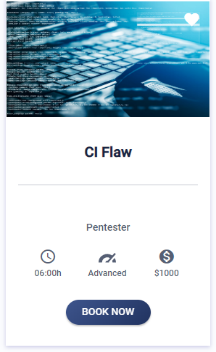 CI Flaw
Pentester
06:00h
Advanced
$1000
BOOK NOW